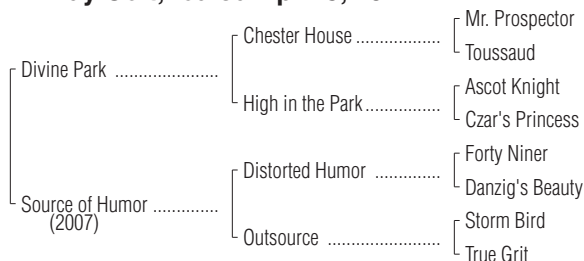 Mr. Prospector
Chester House ...................
Toussaud
Divine Park .......................
Ascot Knight
High in the Park .................
Czar's Princess
Forty Niner
Distorted Humor ...............
Danzig's Beauty
Source of Humor ...............
(2007)
Storm Bird
Outsource .........................
True Grit